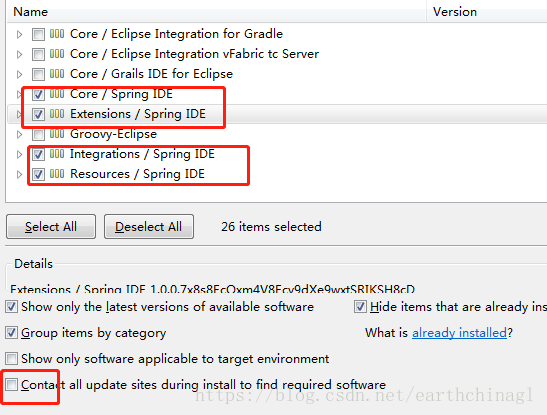 Name Version
Core / Eclipse Integration for Gradle
Core / Eclipse Integration vFabric tc Server
Core / Grails IDE for Eclipse
Core / Spring IDE
Extensions / Spring IDE
Groovy-Eclipse
Integrations / Spring IDE
Resources / Spring IDE
Select All Deselect All 26 items selected
Details
Extensions / Spring IDE
Show only the latest versions of available software Hide items that are already ins
Group items by category What is already installed?
Show only software applicable to target environment
Contact all update sites during install to find required software
https://blog.csdn.net/earthchinagl